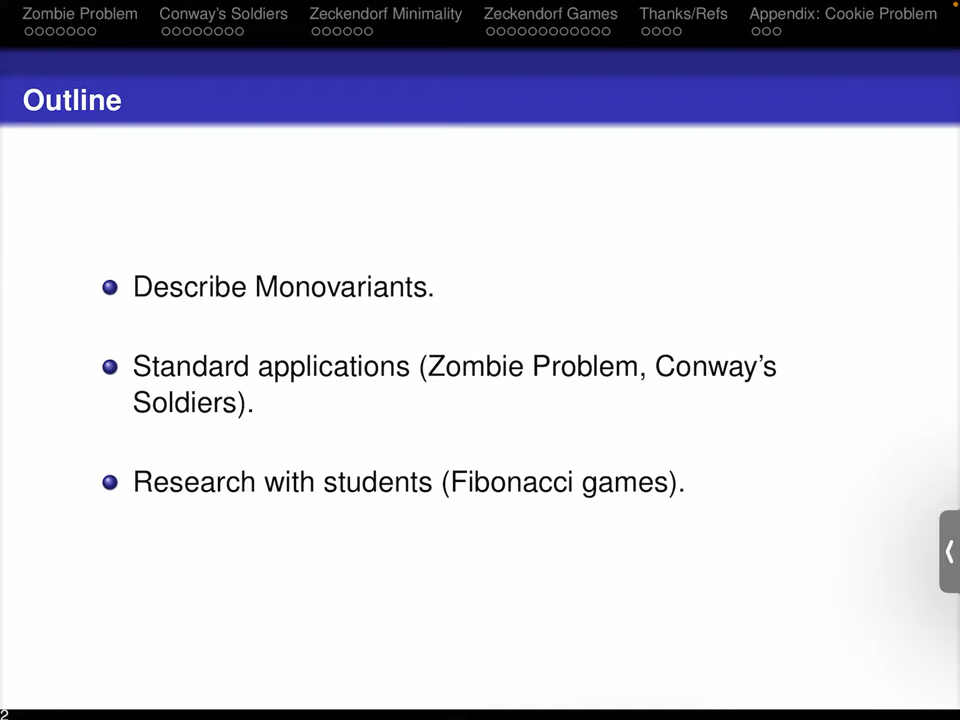 Zombie Problem Conway's Soldiers Zeckendorf Minimality Zeckendorf Games Thanks/Refs Appendix: Cookie Problem
Outline
Describe Monovariants.
Standard applications (Zombie Problem, Conway's
Soldiers).
Research with students (Fibonacci games).
2